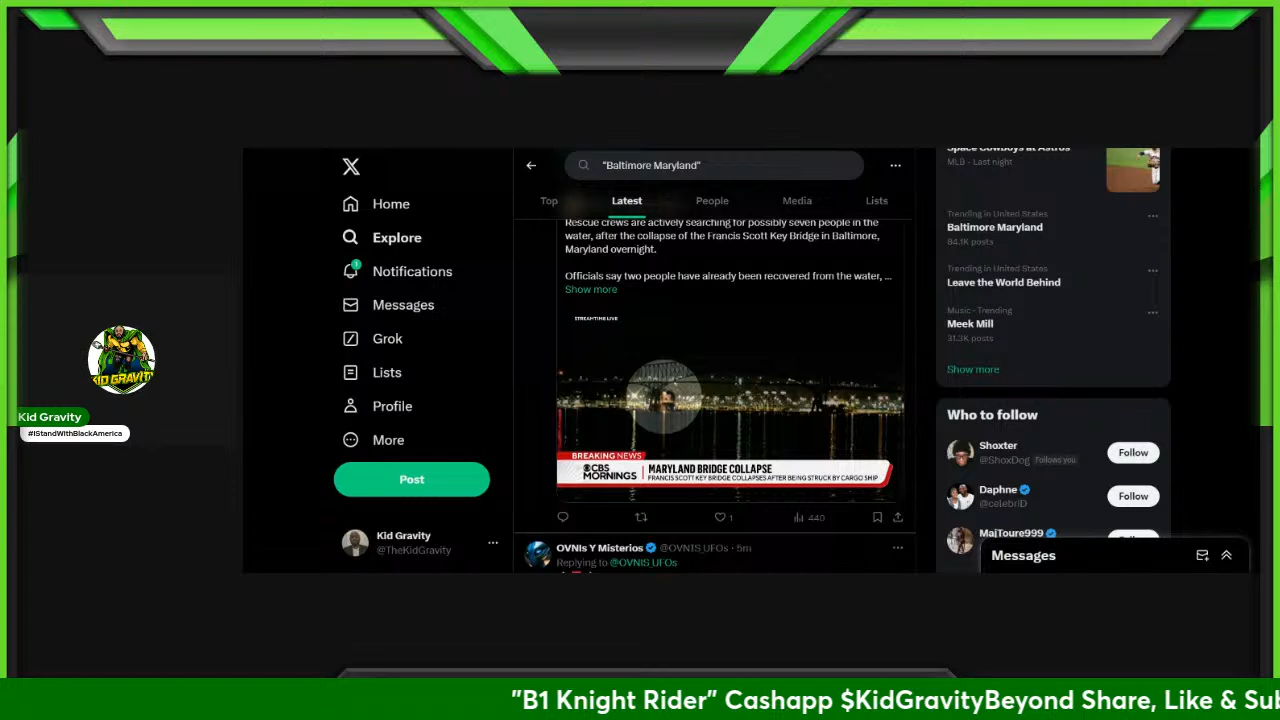 "Baltimore Maryland"
Home
Explore
Notifications
1
Messages
Grok
Lists
Profile
More
Post
Kid Gravity
@TheKidGravity
Top
Latest
People
Media
Lists
Rescue crews are actively searching for possibly seven people in the
water, after the collapse of the Francis Scott Key Bridge in Baltimore,
Maryland overnight.
Officials say two people have already been recovered from the water, ...
Show more
STREAMTIME LIVE
BREAKING NEWS
CBS MORNINGS
MARYLAND BRIDGE COLLAPSE
FRANCIS SCOTT KEY BRIDGE COLLAPSES AFTER BEING STRUCK BY CARGO SHIP
1
440
OVNIs Y Misterios @OVNIS_UFOs · 5m
Replying to @OVNIS_UFOs
Space Cowboys at Astros
MLB · Last night
Trending in United States
Baltimore Maryland
84.1K posts
Trending in United States
Leave the World Behind
Music · Trending
Meek Mill
31.3K posts
Show more
Who to follow
Shoxter
@ShoxDog Follows you
Follow
Daphne
@celebrID
Follow
MajToure999
Messages
KID GRAVITY
Kid Gravity
#IStandWithBlackAmerica
"B1 Knight Rider" Cashapp $KidGravityBeyond Share, Like & Sub